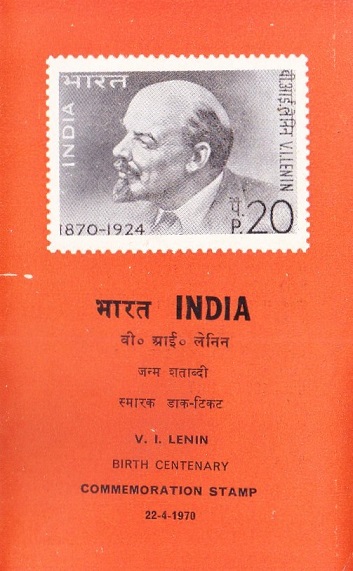 भारत
INDIA
वी.आई.लेनिन V.I.LENIN
1870-1924
पै.
P. 20
भारत INDIA
वी० आई० लेनिन
जन्म शताब्दी
स्मारक डाक-टिकट
V. I. LENIN
BIRTH CENTENARY
COMMEMORATION STAMP
22-4-1970